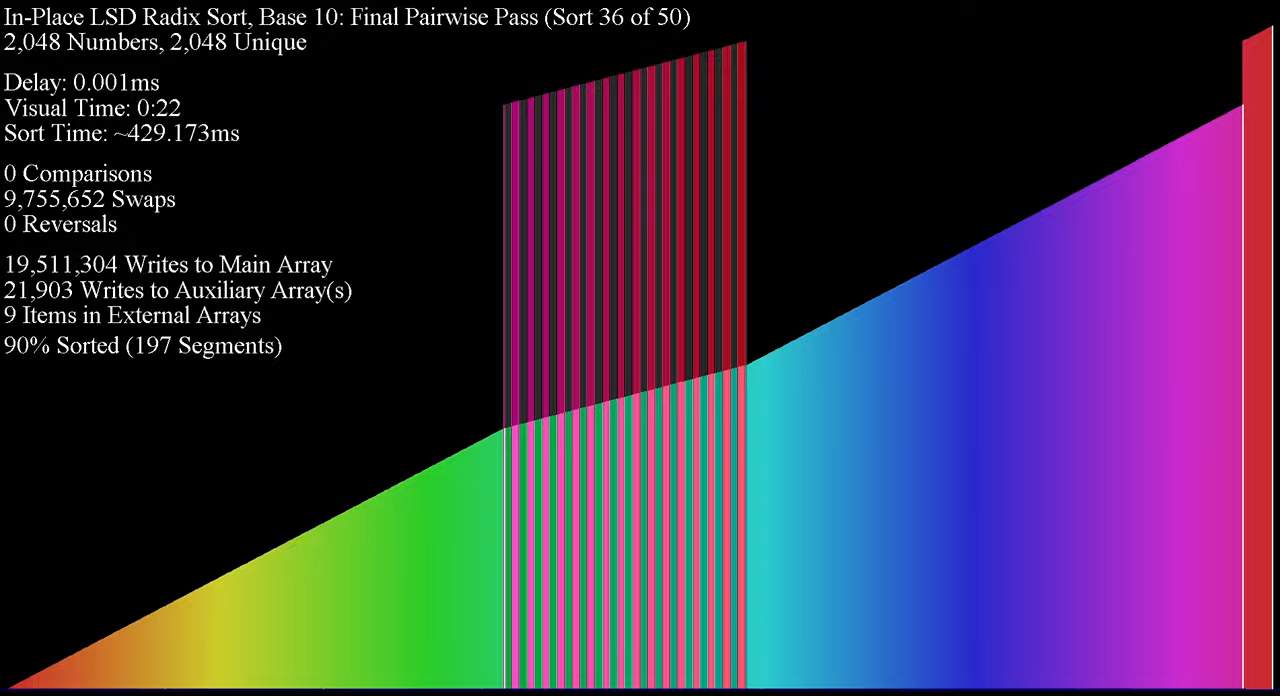 In-Place LSD Radix Sort, Base 10: Final Pairwise Pass (Sort 36 of 50)
2,048 Numbers, 2,048 Unique
Delay: 0.001ms
Visual Time: 0:22
Sort Time: ~429.173ms
0 Comparisons
9,755,652 Swaps
0 Reversals
19,511,304 Writes to Main Array
21,903 Writes to Auxiliary Array(s)
9 Items in External Arrays
90% Sorted (197 Segments)